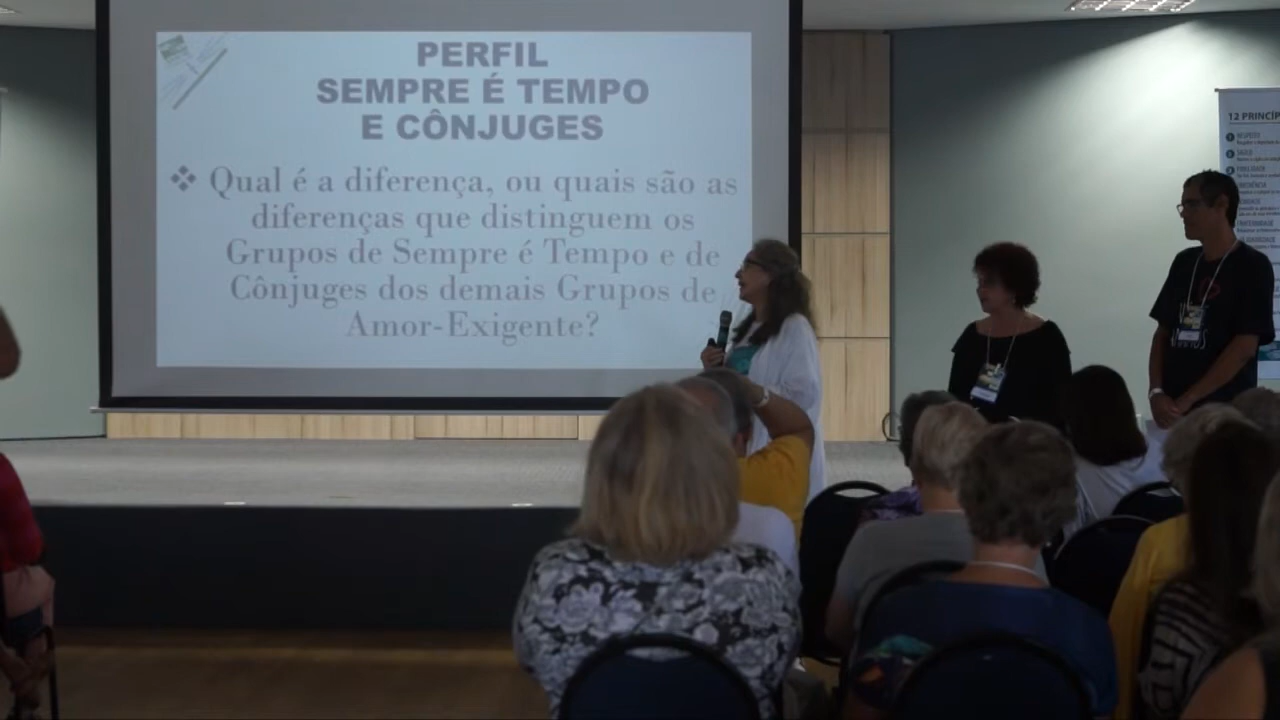 PERFIL
SEMPRE É TEMPO
E CÔNJUGES
❖ Qual é a diferença, ou quais são as
diferenças que distinguem os
Grupos de Sempre é Tempo e de
Cônjuges dos demais Grupos de
Amor-Exigente?
12 PRINCÍP